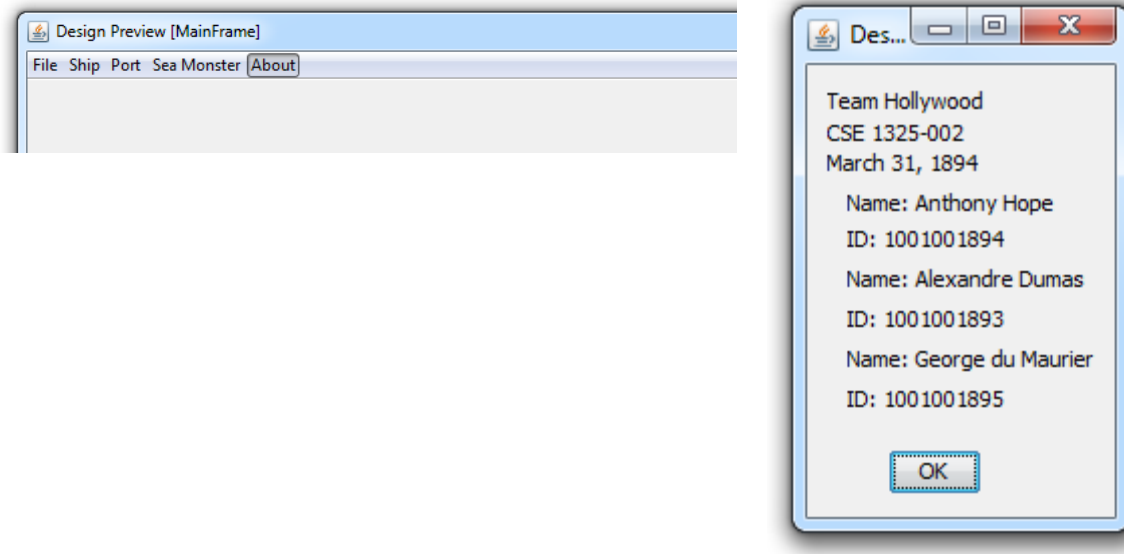 Design Preview [MainFrame]
File Ship Port Sea Monster About
Des...
Team Hollywood
CSE 1325-002
March 31, 1894
Name: Anthony Hope
ID: 1001001894
Name: Alexandre Dumas
ID: 1001001893
Name: George du Maurier
ID: 1001001895
OK